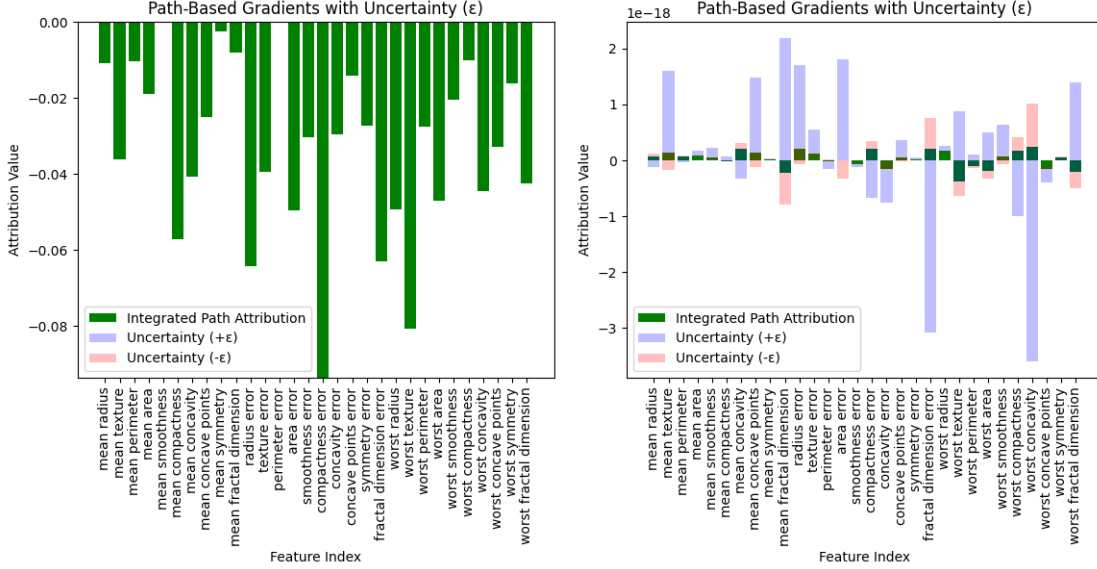 Path-Based Gradients with Uncertainty (ε)
0.00
−0.02
−0.04
−0.06
−0.08
Attribution Value
Integrated Path Attribution
Uncertainty (+ε)
Uncertainty (-ε)
mean radius
mean texture
mean perimeter
mean area
mean smoothness
mean compactness
mean concavity
mean concave points
mean symmetry
mean fractal dimension
radius error
texture error
perimeter error
area error
smoothness error
compactness error
concavity error
concave points error
symmetry error
fractal dimension error
worst radius
worst texture
worst perimeter
worst area
worst smoothness
worst compactness
worst concavity
worst concave points
worst symmetry
worst fractal dimension
Feature Index
Path-Based Gradients with Uncertainty (ε)
1e−18
2
1
0
−1
−2
−3
Attribution Value
Integrated Path Attribution
Uncertainty (+ε)
Uncertainty (-ε)
mean radius
mean texture
mean perimeter
mean area
mean smoothness
mean compactness
mean concavity
mean concave points
mean symmetry
mean fractal dimension
radius error
texture error
perimeter error
area error
smoothness error
compactness error
concavity error
concave points error
symmetry error
fractal dimension error
worst radius
worst texture
worst perimeter
worst area
worst smoothness
worst compactness
worst concavity
worst concave points
worst symmetry
worst fractal dimension
Feature Index